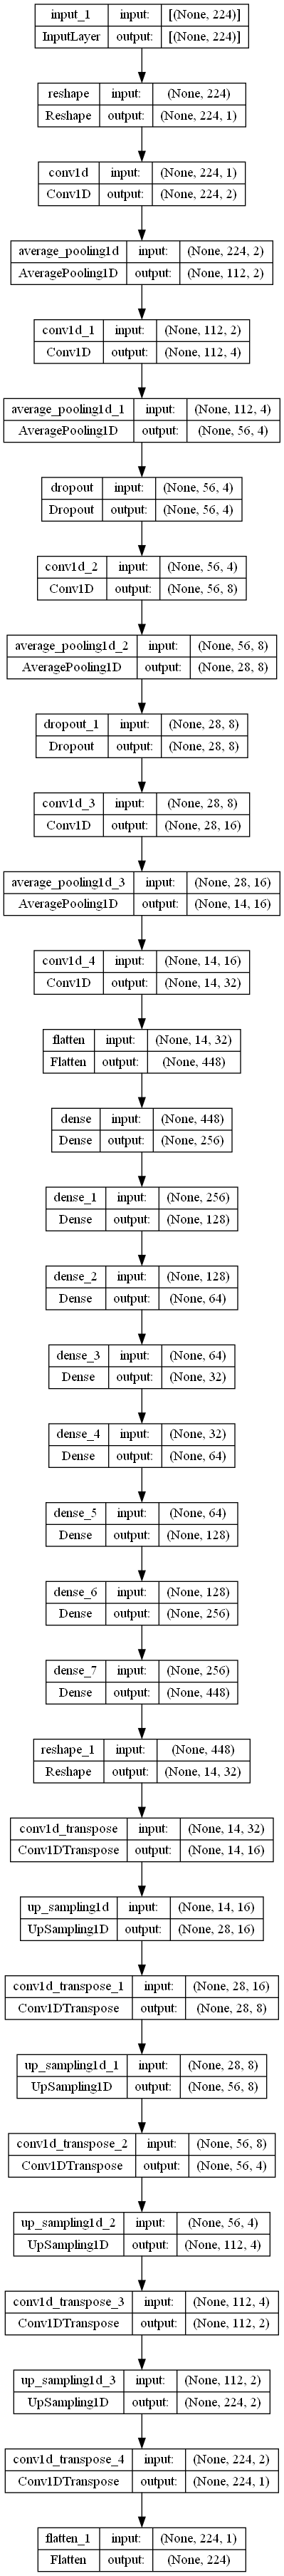 input_1 input: [(None, 224)]
InputLayer output: [(None, 224)]
reshape input: (None, 224)
Reshape output: (None, 224, 1)
conv1d input: (None, 224, 1)
Conv1D output: (None, 224, 2)
average_pooling1d input: (None, 224, 2)
AveragePooling1D output: (None, 112, 2)
conv1d_1 input: (None, 112, 2)
Conv1D output: (None, 112, 4)
average_pooling1d_1 input: (None, 112, 4)
AveragePooling1D output: (None, 56, 4)
dropout input: (None, 56, 4)
Dropout output: (None, 56, 4)
conv1d_2 input: (None, 56, 4)
Conv1D output: (None, 56, 8)
average_pooling1d_2 input: (None, 56, 8)
AveragePooling1D output: (None, 28, 8)
dropout_1 input: (None, 28, 8)
Dropout output: (None, 28, 8)
conv1d_3 input: (None, 28, 8)
Conv1D output: (None, 28, 16)
average_pooling1d_3 input: (None, 28, 16)
AveragePooling1D output: (None, 14, 16)
conv1d_4 input: (None, 14, 16)
Conv1D output: (None, 14, 32)
flatten input: (None, 14, 32)
Flatten output: (None, 448)
dense input: (None, 448)
Dense output: (None, 256)
dense_1 input: (None, 256)
Dense output: (None, 128)
dense_2 input: (None, 128)
Dense output: (None, 64)
dense_3 input: (None, 64)
Dense output: (None, 32)
dense_4 input: (None, 32)
Dense output: (None, 64)
dense_5 input: (None, 64)
Dense output: (None, 128)
dense_6 input: (None, 128)
Dense output: (None, 256)
dense_7 input: (None, 256)
Dense output: (None, 448)
reshape_1 input: (None, 448)
Reshape output: (None, 14, 32)
conv1d_transpose input: (None, 14, 32)
Conv1DTranspose output: (None, 14, 16)
up_sampling1d input: (None, 14, 16)
UpSampling1D output: (None, 28, 16)
conv1d_transpose_1 input: (None, 28, 16)
Conv1DTranspose output: (None, 28, 8)
up_sampling1d_1 input: (None, 28, 8)
UpSampling1D output: (None, 56, 8)
conv1d_transpose_2 input: (None, 56, 8)
Conv1DTranspose output: (None, 56, 4)
up_sampling1d_2 input: (None, 56, 4)
UpSampling1D output: (None, 112, 4)
conv1d_transpose_3 input: (None, 112, 4)
Conv1DTranspose output: (None, 112, 2)
up_sampling1d_3 input: (None, 112, 2)
UpSampling1D output: (None, 224, 2)
conv1d_transpose_4 input: (None, 224, 2)
Conv1DTranspose output: (None, 224, 1)
flatten_1 input: (None, 224, 1)
Flatten output: (None, 224)